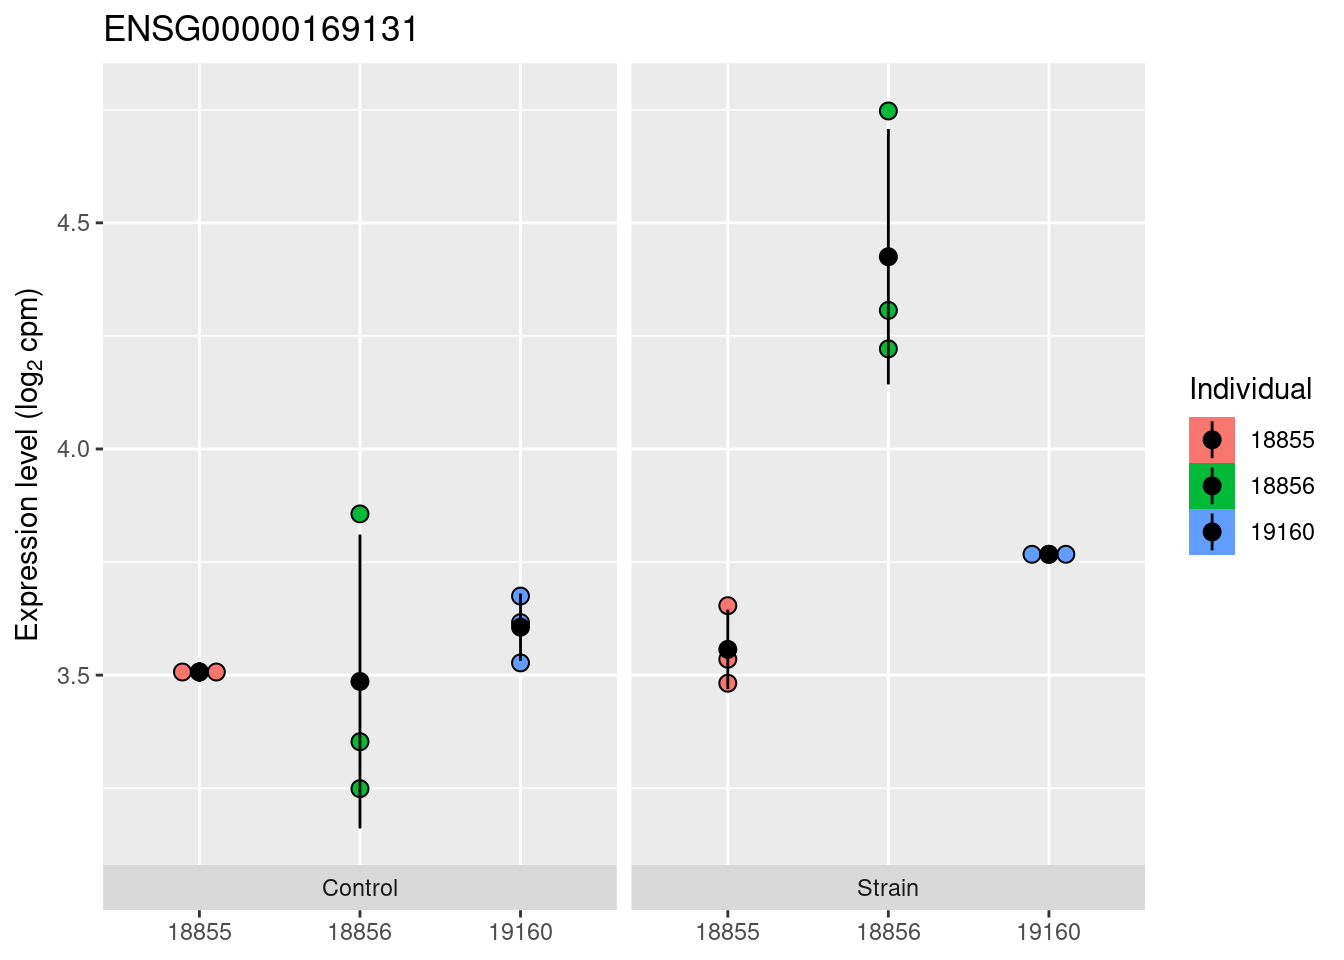 ENSG00000169131
Expression level (log₂ cpm)
4.5
4.0
3.5
Control
Strain
18855
18856
19160
18855
18856
19160
Individual
18855
18856
19160